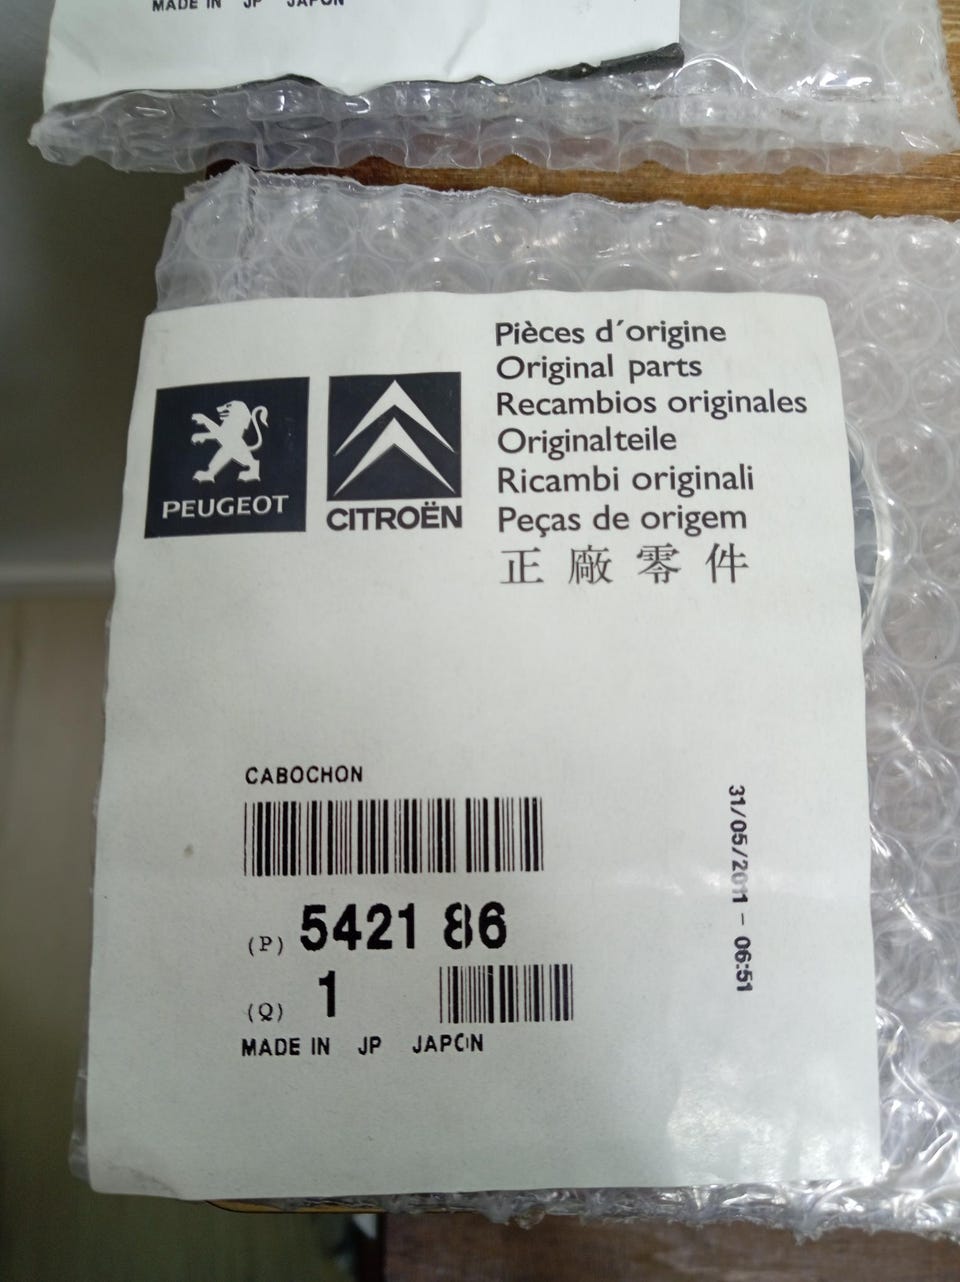 MADE IN JP JAPON
PEUGEOT
CITROËN
Pièces d´origine
Original parts
Recambios originales
Originalteile
Ricambi originali
Peças de origem
正廠零件
CABOCHON
(P) 5421 86
(Q) 1
MADE IN JP JAPON
31/05/2011 - 06:51